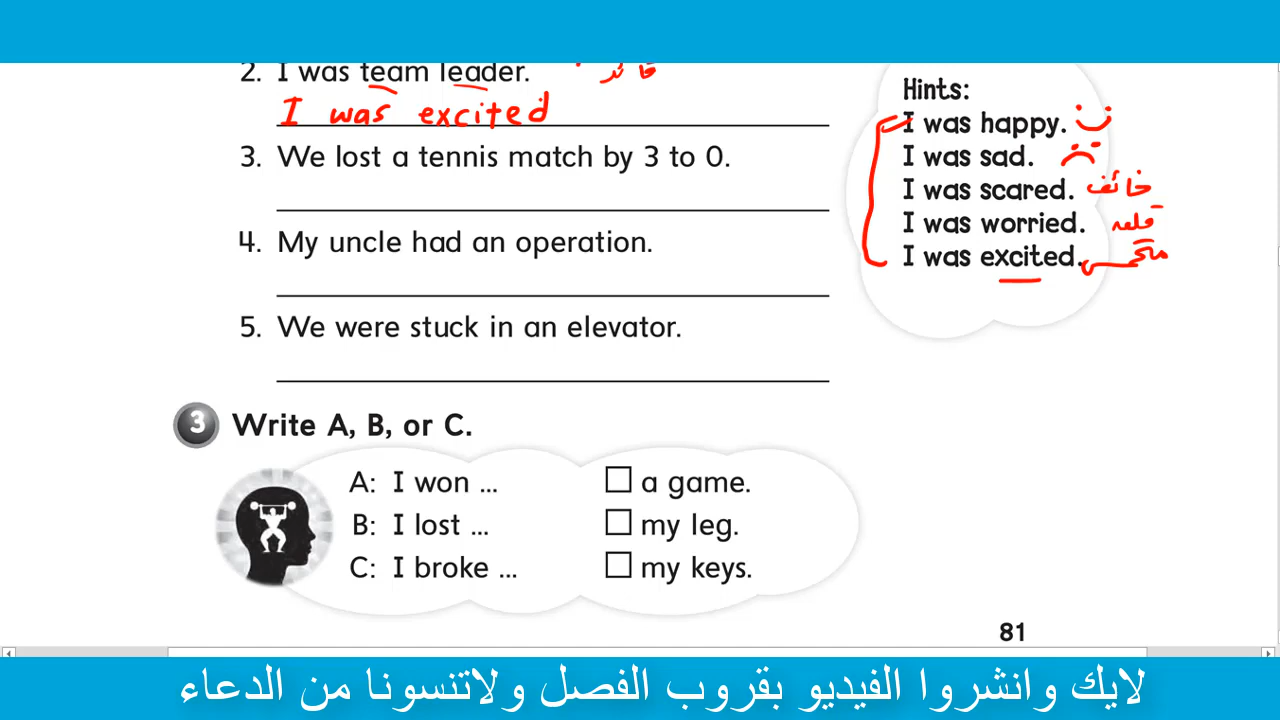 2. I was team leader. قائد
I was excited
3. We lost a tennis match by 3 to 0.
4. My uncle had an operation.
5. We were stuck in an elevator.
Hints:
I was happy.
I was sad.
I was scared. خائف
I was worried.
I was excited. متحمس
3 Write A, B, or C.
A: I won ... a game.
B: I lost ... my leg.
C: I broke ... my keys.
81
لايك وانشروا الفيديو بقروب الفصل ولاتنسونا من الدعاء